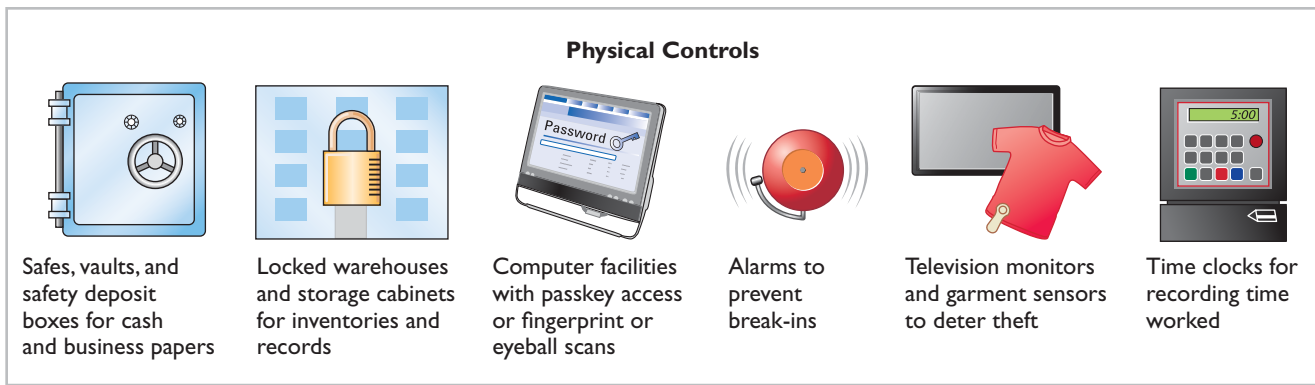 Physical Controls
Password
5:00
Safes, vaults, and
safety deposit
boxes for cash
and business papers
Locked warehouses
and storage cabinets
for inventories and
records
Computer facilities
with passkey access
or fingerprint or
eyeball scans
Alarms to
prevent
break-ins
Television monitors
and garment sensors
to deter theft
Time clocks for
recording time
worked